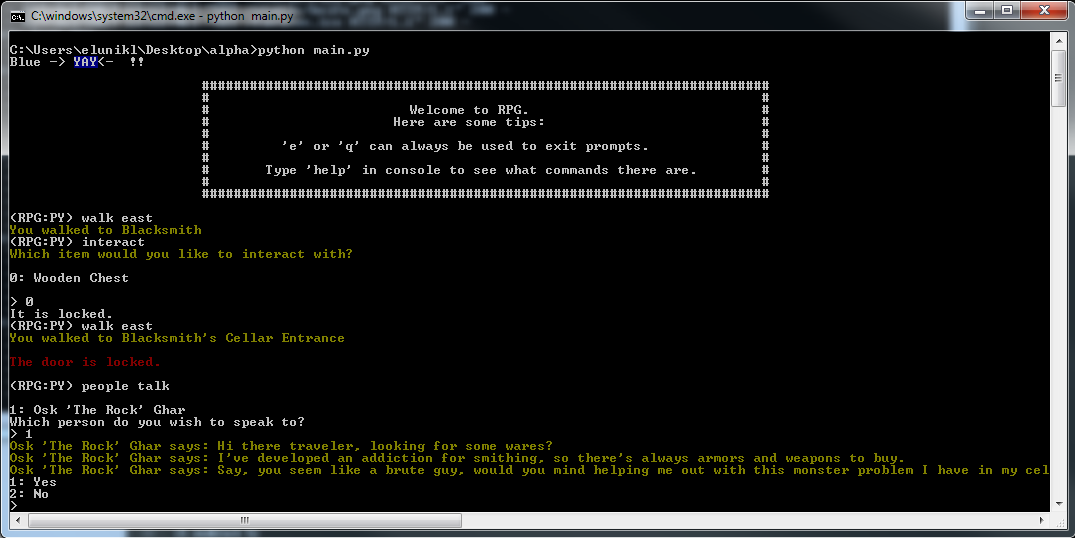 C:\windows\system32\cmd.exe - python main.py
C:\Users\elunikl\Desktop\alpha>python main.py
Blue -> YAY<- !!
#######################################################################
# #
# Welcome to RPG. #
# Here are some tips: #
# #
# 'e' or 'q' can always be used to exit prompts. #
# #
# Type 'help' in console to see what commands there are. #
# #
#######################################################################
(RPG:PY) walk east
You walked to Blacksmith
(RPG:PY) interact
Which item would you like to interact with?
0: Wooden Chest
> 0
It is locked.
(RPG:PY) walk east
You walked to Blacksmith's Cellar Entrance
The door is locked.
(RPG:PY) people talk
1: Osk 'The Rock' Ghar
Which person do you wish to speak to?
> 1
Osk 'The Rock' Ghar says: Hi there traveler, looking for some wares?
Osk 'The Rock' Ghar says: I've developed an addiction for smithing, so there's always armors and weapons to buy.
Osk 'The Rock' Ghar says: Say, you seem like a brute guy, would you mind helping me out with this monster problem I have in my cel
1: Yes
2: No
>